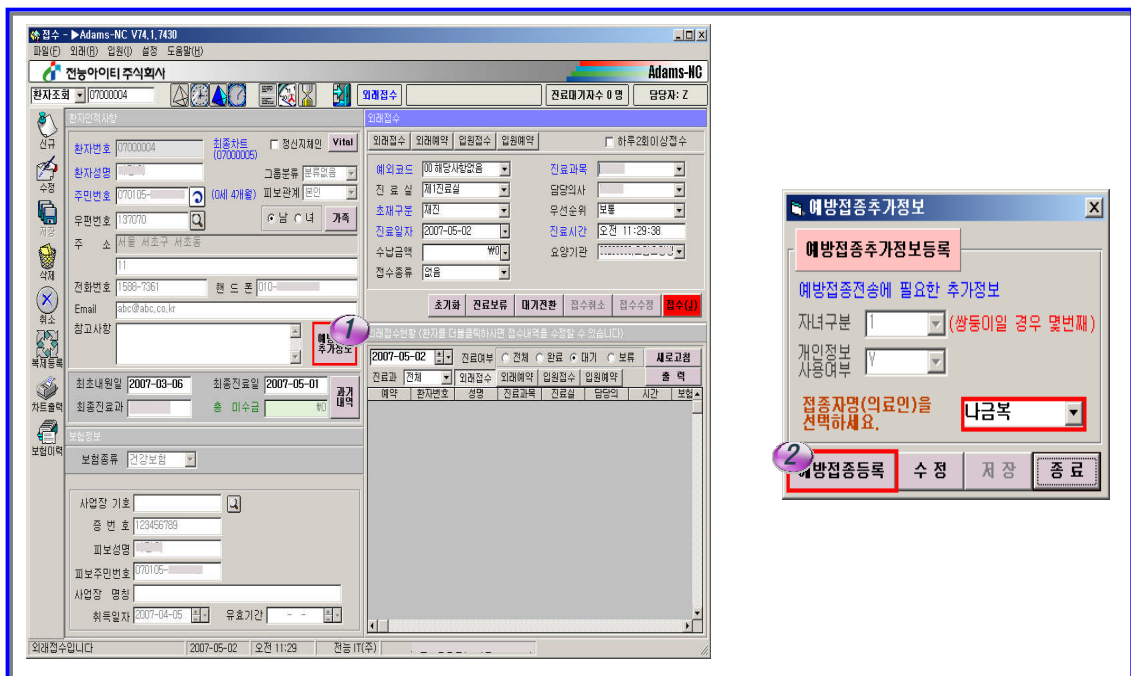 접수 - ▶Adams-NC V74,1,7430
파일(F) 외래(R) 입원(I) 설정 도움말(H)
전능아이티 주식회사 Adams-NC
환자조회 07000004 외래접수 진료대기자수 0 명 담당자: Z
신규
수정
저장
삭제
취소
복제등록
차트출력
보험이력
환자인적사항
환자번호 07000004 최종차트 (07000005) 정신지체인 Vital
환자성명 그룹분류 분류없음
주민번호 070105- (0세 4개월) 피보관계 본인
우편번호 137070 남 녀 가족
주 소 서울 서초구 서초동
11
전화번호 1588-7361 핸 드 폰 010-
Email abc@abc.co.kr
참고사항 추가정보
1
최초내원일 2007-03-06 최종진료일 2007-05-01 과거내역
최종진료과 총 미수금 ₩0
보험정보
보험종류 건강보험
사업장 기호
증 번 호 123456789
피보성명
피보주민번호 070105-
사업장 명칭
취득일자 2007-04-05 유효기간 - -
외래접수
외래접수 외래예약 입원접수 입원예약 하루2회이상접수
예외코드 00 해당사항없음 진료과목
진 료 실 제1진료실 담당의사
초재구분 재진 우선순위 보통
진료일자 2007-05-02 진료시간 오전 11:29:38
수납금액 ₩0 요양기관
접수종류 없음
초기화 진료보류 대기전환 접수취소 접수수정 접수(J)
외래접수현황 (환자를 더블클릭하시면 접수내역을 수정할 수 있습니다)
2007-05-02 진료여부 전체 완료 대기 보류 새로고침
진료과 전체 외래접수 외래예약 입원접수 입원예약 출 력
예약 환자번호 성명 진료과목 진료실 담당의 시간 보험
외래접수입니다 2007-05-02 오전 11:29 전능 IT(주)
예방접종추가정보
예방접종추가정보등록
예방접종전송에 필요한 추가정보
자녀구분 1 (쌍둥이일 경우 몇번째)
개인정보
사용여부 Y
접종자명(의료인)을
선택하세요. 나금복
2
예방접종등록 수 정 저 장 종 료